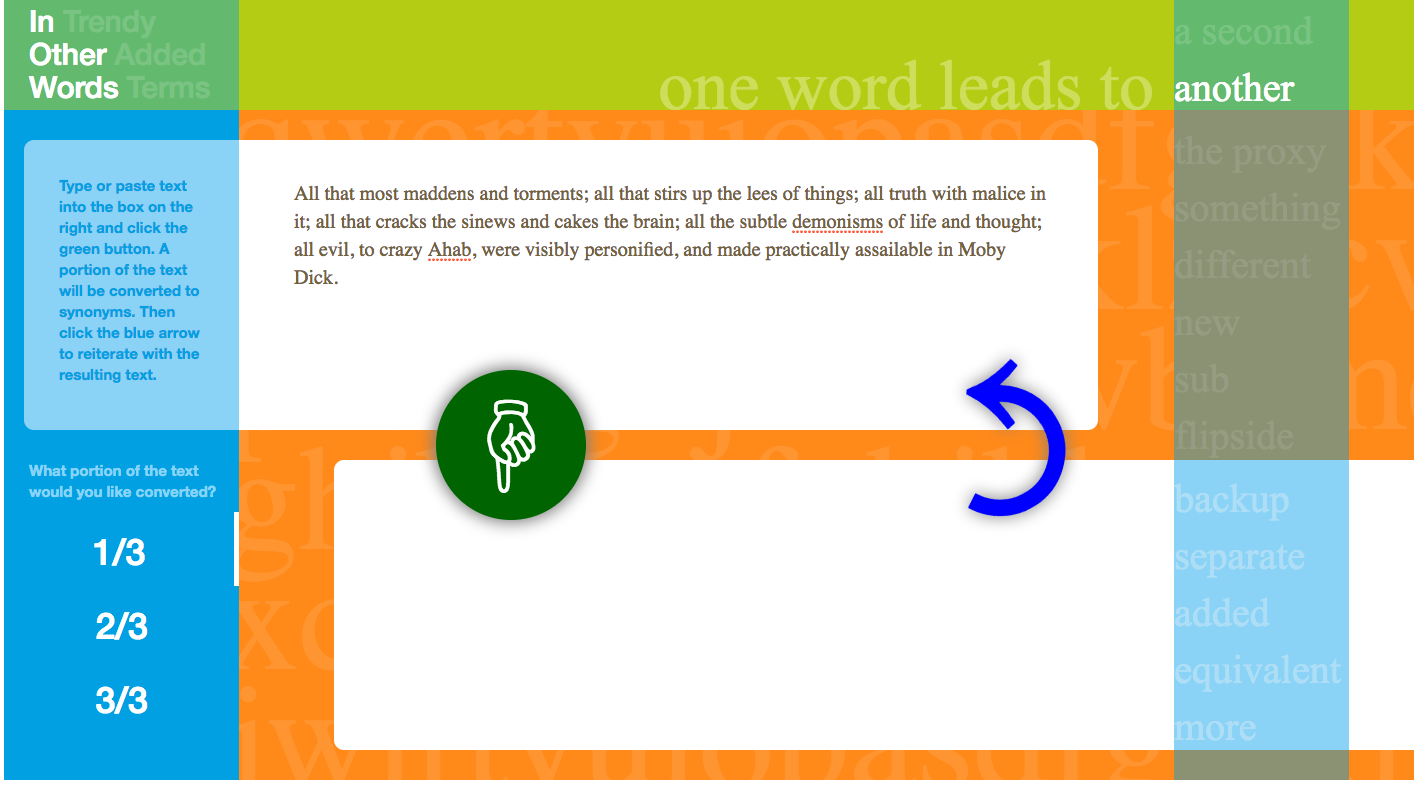 In Trendy
Other Added
Words Terms
one word leads to another
a second
the proxy
something
different
new
sub
flipside
backup
separate
added
equivalent
more
Type or paste text
into the box on the
right and click the
green button. A
portion of the text
will be converted to
synonyms. Then
click the blue arrow
to reiterate with the
resulting text.
All that most maddens and torments; all that stirs up the lees of things; all truth with malice in
it; all that cracks the sinews and cakes the brain; all the subtle demonisms of life and thought;
all evil, to crazy Ahab, were visibly personified, and made practically assailable in Moby
Dick.
What portion of the text
would you like converted?
1/3
2/3
3/3